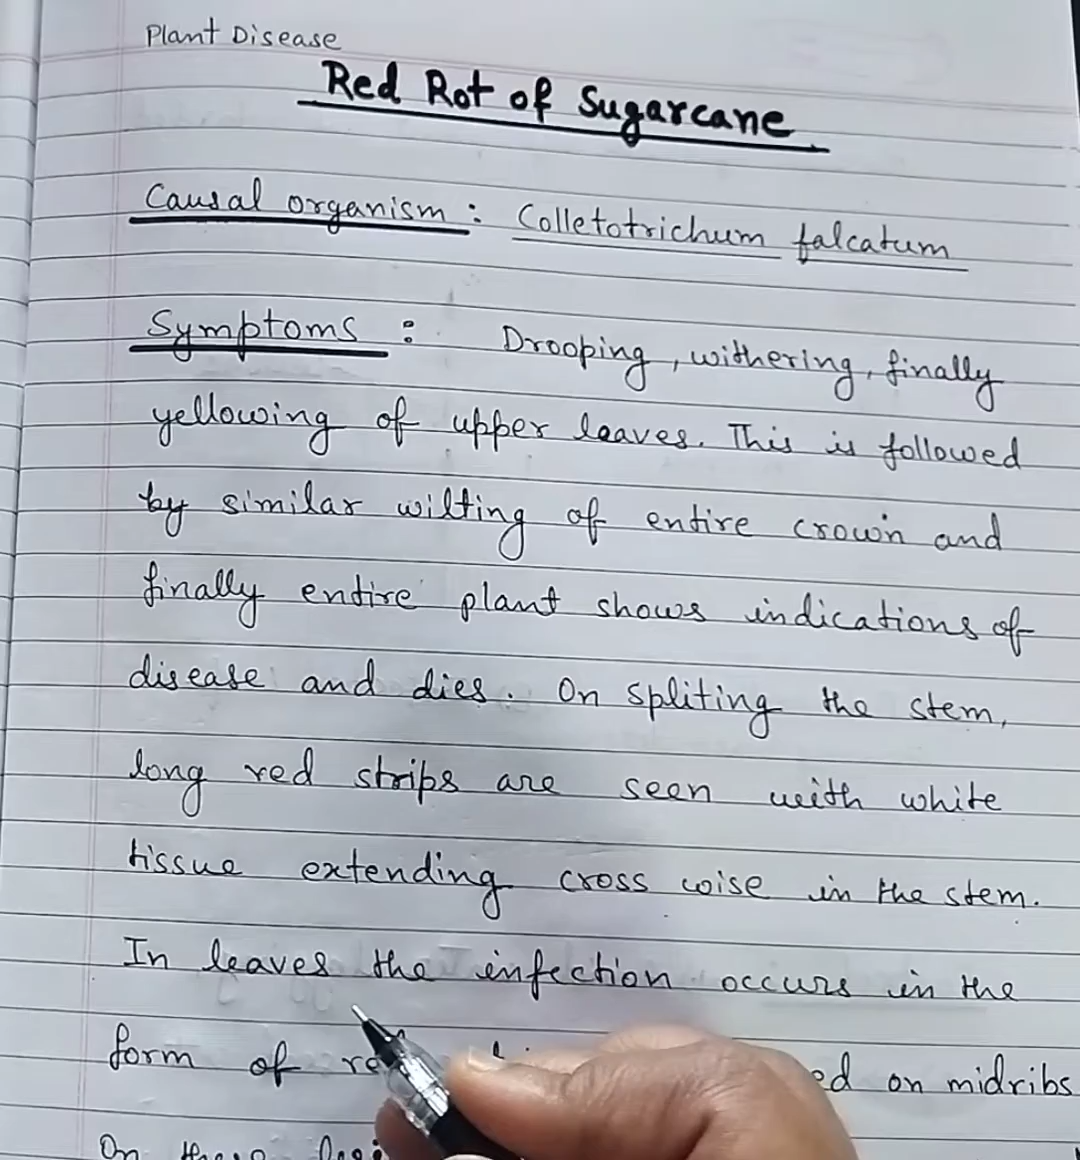 Plant Disease
Red Rot of Sugarcane
Causal organism : Colletotrichum falcatum
Symptoms : Drooping, withering, finally
yellowing of upper leaves. This is followed
by similar wilting of entire crown and
finally entire plant shows indications of
disease and dies. On spliting the stem,
long red strips are seen with white
tissue extending cross wise in the stem.
In leaves the infection occurs in the
form of on midribs
On these